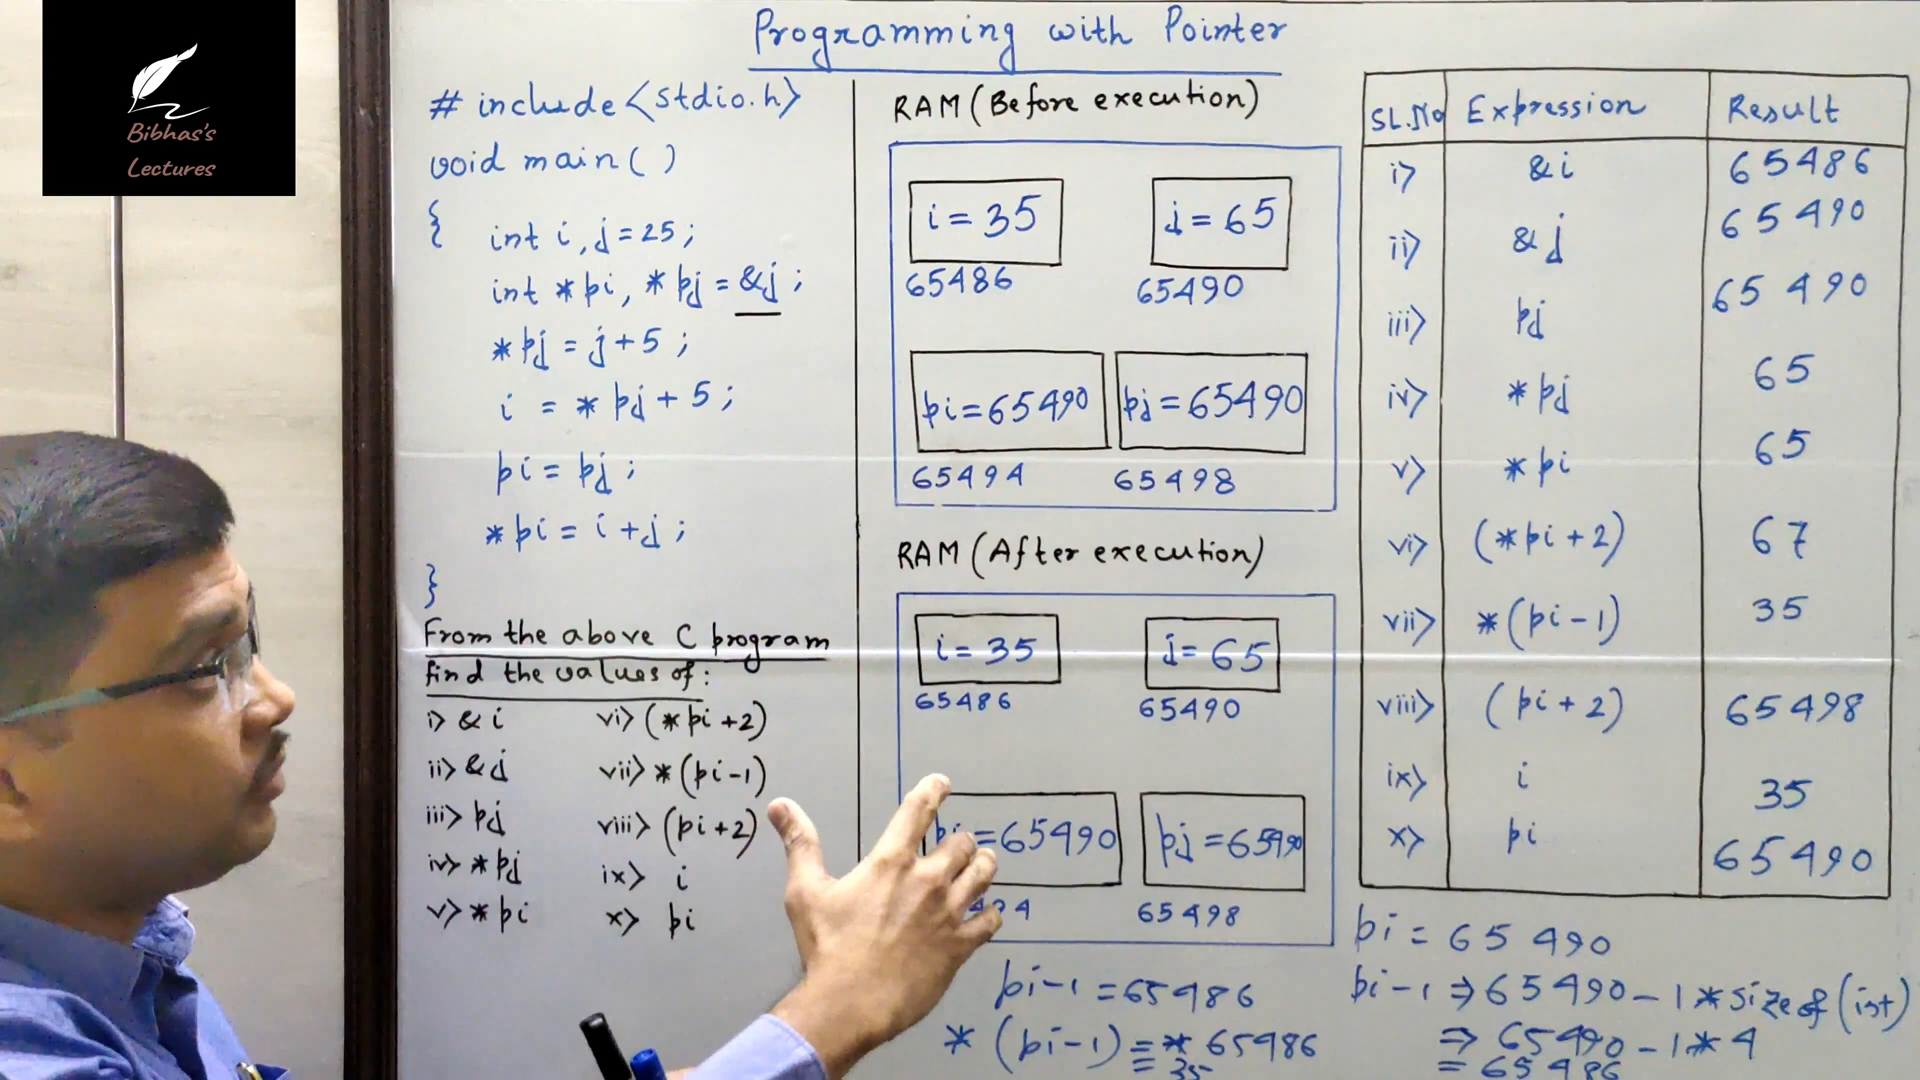 Bibhas's
Lectures
Programming with Pointer
# include <stdio.h>
void main( )
{
int i, j = 25 ;
int *pi, *pj = &j ;
*pj = j + 5 ;
i = * pj + 5 ;
pi = pj ;
*pi = i + j ;
}
From the above C program
find the values of :
i> & i
ii> & j
iii> pj
iv> *pj
v> *pi
vi> (*pi +2)
vii> *(pi-1)
viii> (pi+2)
ix> i
x> pi
RAM (Before execution)
i = 35
j = 65
65486
65490
pi = 65490
pj = 65490
65494
65498
RAM (After execution)
i = 35
j = 65
65486
65490
=65490
pj = 65490
65498
pi-1 = 65486
* (pi-1) = * 65486
= 35
SL.No Expression Result
i> & i 65486
ii> & j 65490
iii> pj 65490
iv> *pj 65
v> *pi 65
vi> (*pi + 2) 67
vii> *(pi-1) 35
viii> (pi + 2) 65498
ix> i 35
x> pi 65490
pi = 65490
pi-1 ⇒ 65490 - 1 * size of (int)
⇒ 65490 - 1 * 4
= 65486